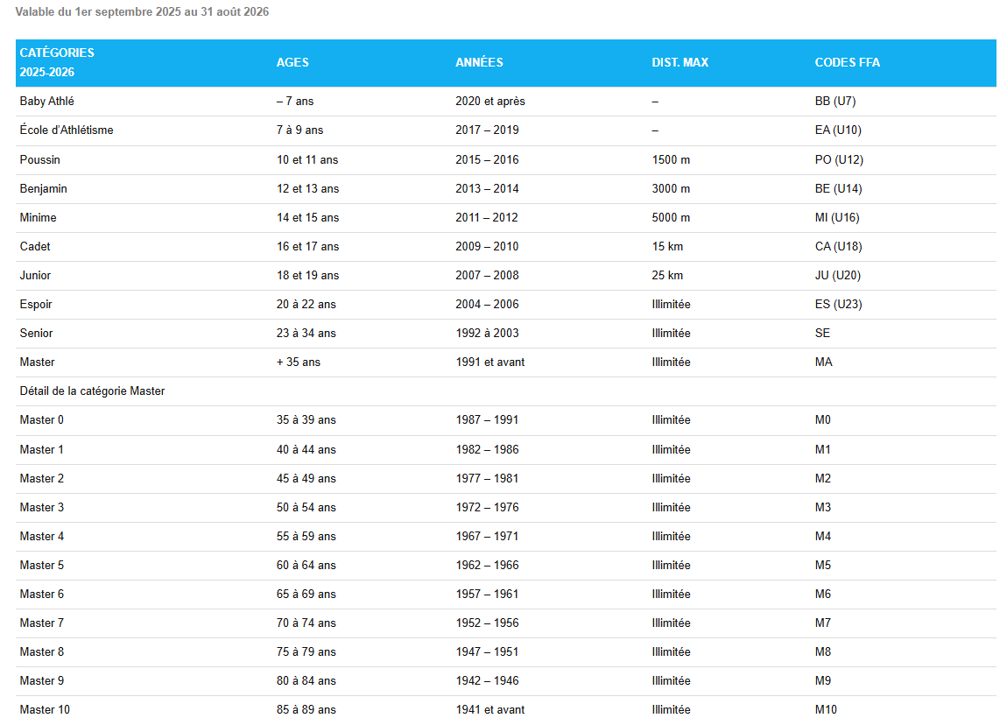 Valable du 1er septembre 2025 au 31 août 2026
CATÉGORIES
2025-2026 AGES ANNÉES DIST. MAX CODES FFA
Baby Athlé – 7 ans 2020 et après – BB (U7)
École d'Athlétisme 7 à 9 ans 2017 – 2019 – EA (U10)
Poussin 10 et 11 ans 2015 – 2016 1500 m PO (U12)
Benjamin 12 et 13 ans 2013 – 2014 3000 m BE (U14)
Minime 14 et 15 ans 2011 – 2012 5000 m MI (U16)
Cadet 16 et 17 ans 2009 – 2010 15 km CA (U18)
Junior 18 et 19 ans 2007 – 2008 25 km JU (U20)
Espoir 20 à 22 ans 2004 – 2006 Illimitée ES (U23)
Senior 23 à 34 ans 1992 à 2003 Illimitée SE
Master + 35 ans 1991 et avant Illimitée MA
Détail de la catégorie Master
Master 0 35 à 39 ans 1987 – 1991 Illimitée M0
Master 1 40 à 44 ans 1982 – 1986 Illimitée M1
Master 2 45 à 49 ans 1977 – 1981 Illimitée M2
Master 3 50 à 54 ans 1972 – 1976 Illimitée M3
Master 4 55 à 59 ans 1967 – 1971 Illimitée M4
Master 5 60 à 64 ans 1962 – 1966 Illimitée M5
Master 6 65 à 69 ans 1957 – 1961 Illimitée M6
Master 7 70 à 74 ans 1952 – 1956 Illimitée M7
Master 8 75 à 79 ans 1947 – 1951 Illimitée M8
Master 9 80 à 84 ans 1942 – 1946 Illimitée M9
Master 10 85 à 89 ans 1941 et avant Illimitée M10